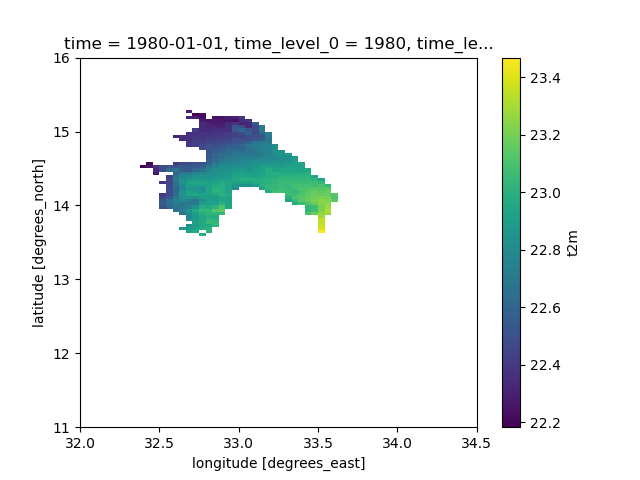 time = 1980-01-01, time_level_0 = 1980, time_le...
16
15
14
13
12
11
latitude [degrees_north]
32.0 32.5 33.0 33.5 34.0 34.5
longitude [degrees_east]
23.4
23.2
23.0
22.8
22.6
22.4
22.2
t2m